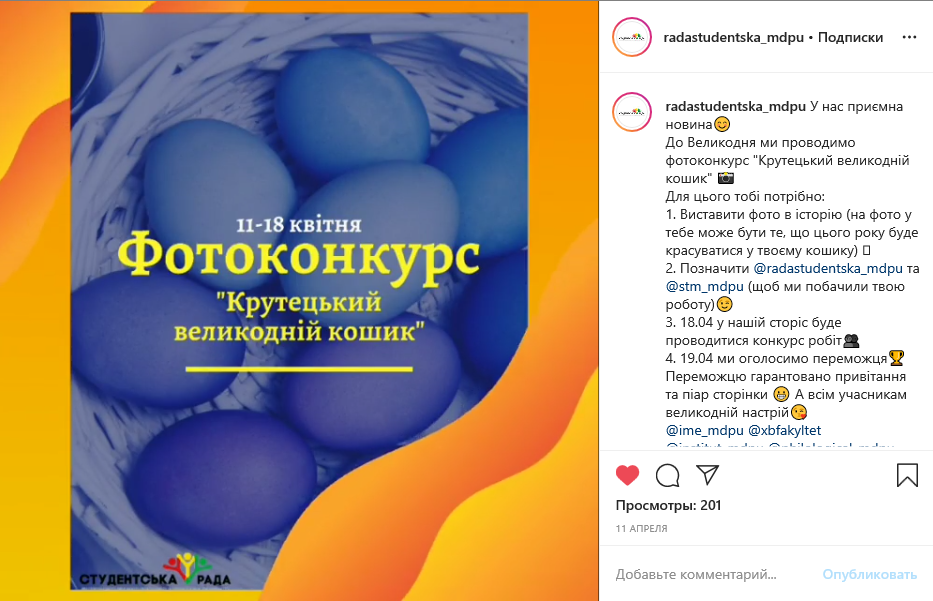 11-18 квітня
Фотоконкурс
"Крутецький
великодній кошик"
СТУДЕНТСЬКА РАДА
radastudentska_mdpu • Подписки
radastudentska_mdpu У нас приємна
новина😊
До Великодня ми проводимо
фотоконкурс "Крутецький великодній
кошик" 📸
Для цього тобі потрібно:
1. Виставити фото в історію (на фото у
тебе може бути те, що цього року буде
красуватися у твоєму кошику)
2. Позначити @radastudentska_mdpu та
@stm_mdpu (щоб ми побачили твою
роботу)😉
3. 18.04 у нашій сторіс буде
проводитися конкурс робіт👥
4. 19.04 ми оголосимо переможця🏆
Переможцю гарантовано привітання
та піар сторінки 😁 А всім учасникам
великодній настрій😘
@ime_mdpu @xbfakyltet
@institut_mdpu @philological_mdpu
Просмотры: 201
11 АПРЕЛЯ
Добавьте комментарий...
Опубликовать